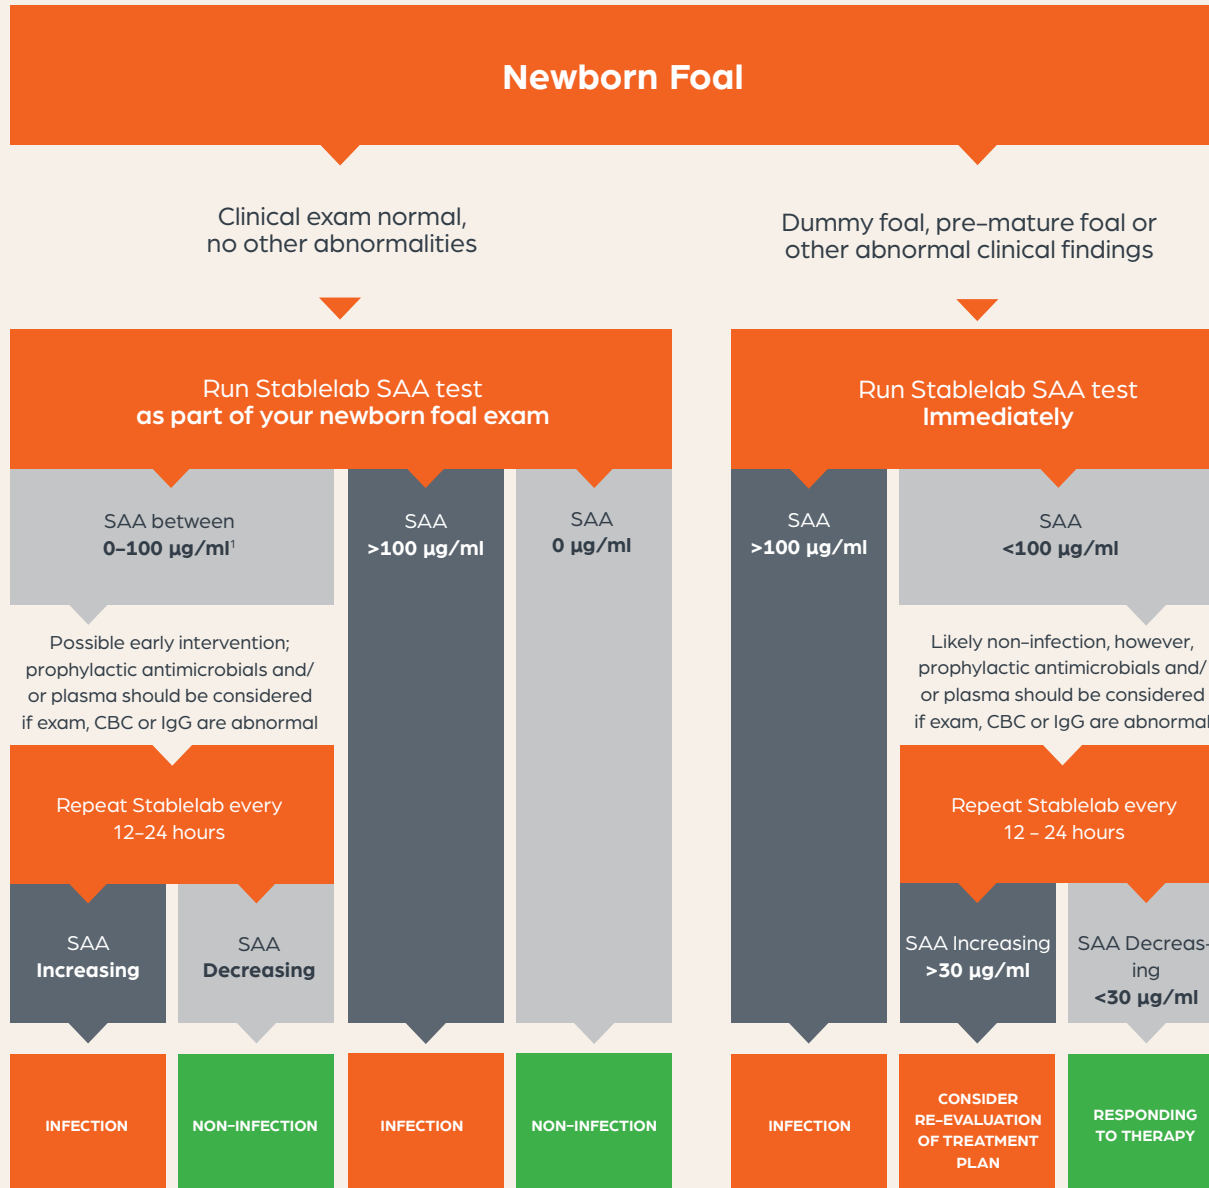 Newborn Foal
Clinical exam normal,
no other abnormalities
Dummy foal, pre-mature foal or
other abnormal clinical findings
Run Stablelab SAA test
as part of your newborn foal exam
Run Stablelab SAA test
Immediately
SAA between
0-100 µg/ml¹
SAA
>100 µg/ml
SAA
0 µg/ml
SAA
>100 µg/ml
SAA
<100 µg/ml
Possible early intervention;
prophylactic antimicrobials and/
or plasma should be considered
if exam, CBC or IgG are abnormal
Likely non-infection, however,
prophylactic antimicrobials and/
or plasma should be considered
if exam, CBC or IgG are abnormal
Repeat Stablelab every
12-24 hours
Repeat Stablelab every
12 - 24 hours
SAA
Increasing
SAA
Decreasing
SAA Increasing
>30 µg/ml
SAA Decreas-
ing
<30 µg/ml
INFECTION
NON-INFECTION
INFECTION
NON-INFECTION
INFECTION
CONSIDER
RE-EVALUATION
OF TREATMENT
PLAN
RESPONDING
TO THERAPY